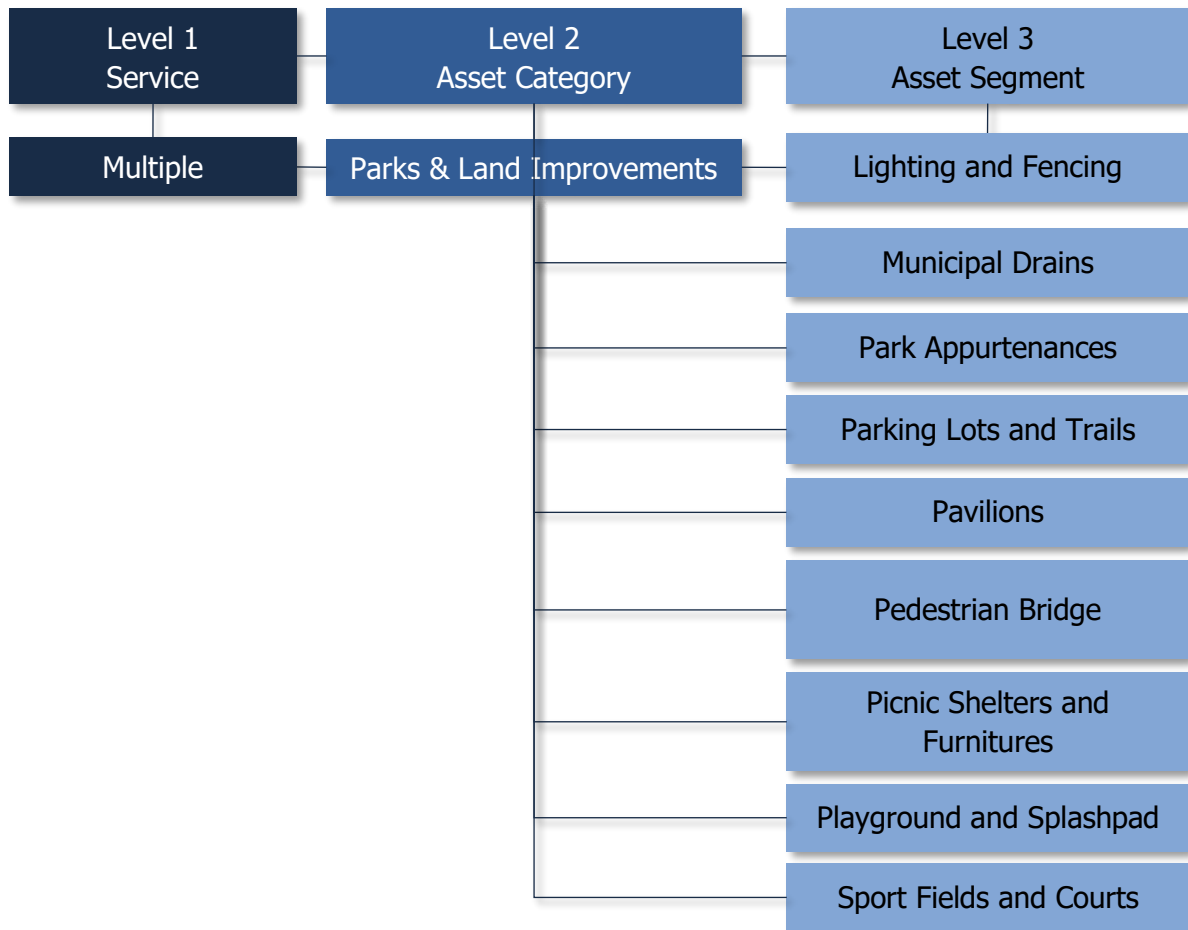 Level 1
Service
Level 2
Asset Category
Level 3
Asset Segment
Multiple
Parks & Land Improvements
Lighting and Fencing
Municipal Drains
Park Appurtenances
Parking Lots and Trails
Pavilions
Pedestrian Bridge
Picnic Shelters and
Furnitures
Playground and Splashpad
Sport Fields and Courts